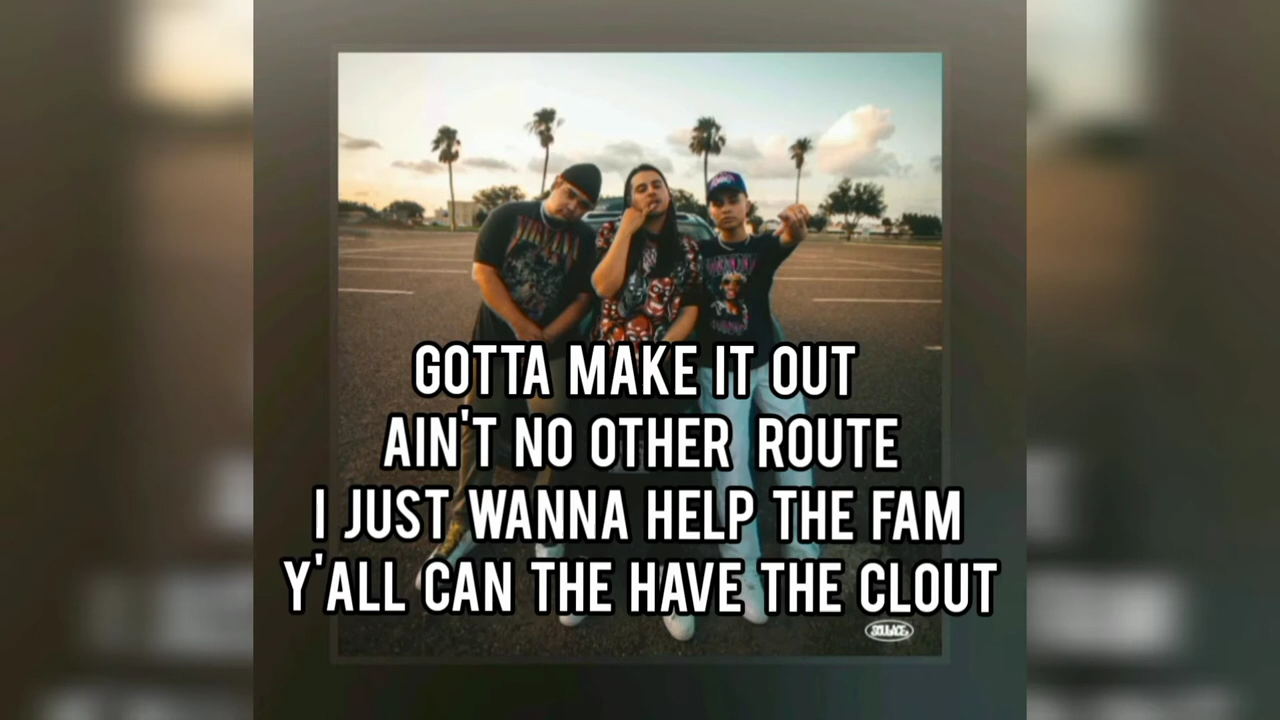 GOTTA MAKE IT OUT
AIN'T NO OTHER ROUTE
I JUST WANNA HELP THE FAM
Y'ALL CAN THE HAVE THE CLOUT